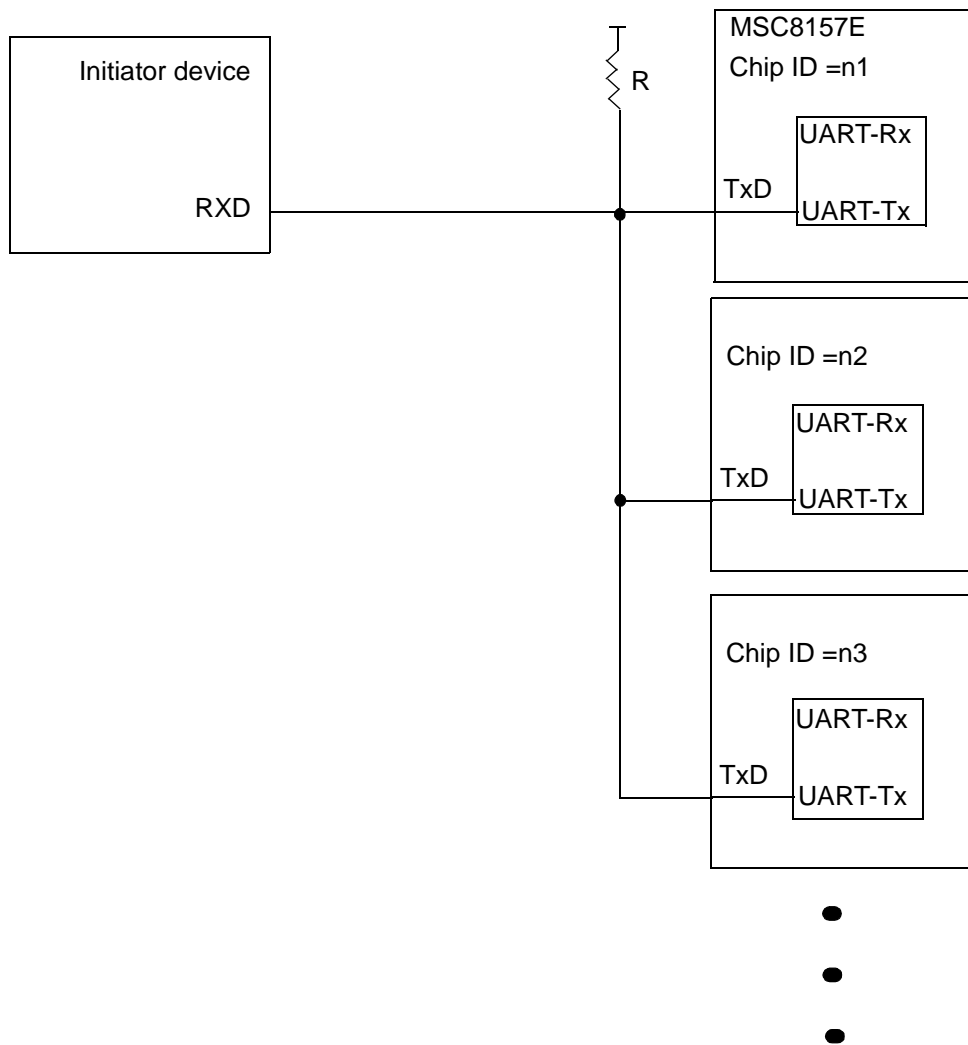 Initiator device
RXD
R
MSC8157E
Chip ID =n1
UART-Rx
TxD
UART-Tx
Chip ID =n2
UART-Rx
TxD
UART-Tx
Chip ID =n3
UART-Rx
TxD
UART-Tx